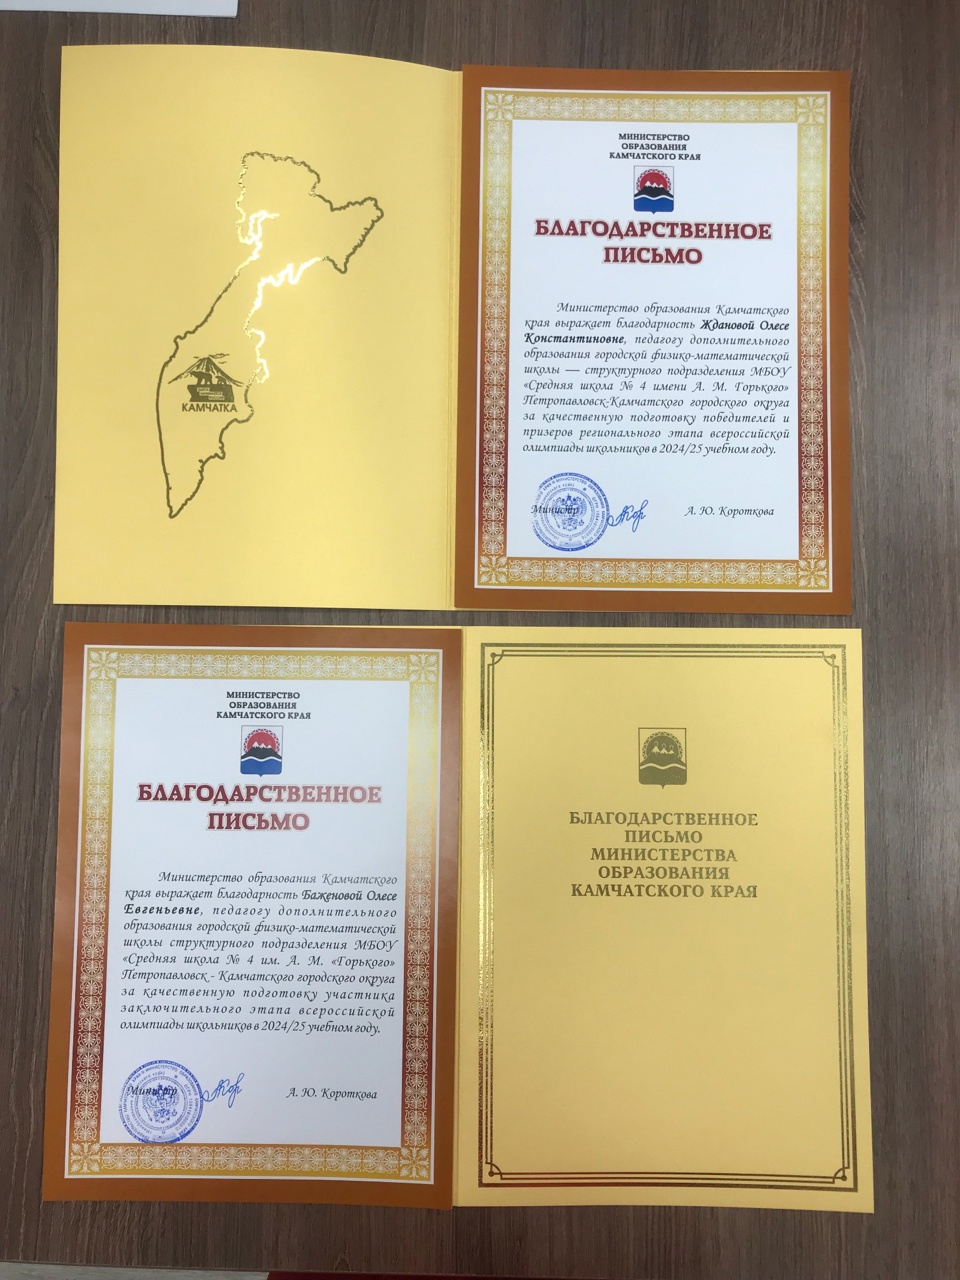 МИНИСТЕРСТВО
ОБРАЗОВАНИЯ
КАМЧАТСКОГО КРАЯ
БЛАГОДАРСТВЕННОЕ
ПИСЬМО
Министерство образования Камчатского
края выражает благодарность Ждановой Олесе
Константиновне, педагогу дополнительного
образования городской физико-математической
школы — структурного подразделения МБОУ
«Средняя школа № 4 имени А. М. Горького»
Петропавловск-Камчатского городского округа
за качественную подготовку победителей и
призеров регионального этапа всероссийской
олимпиады школьников в 2024/25 учебном году.
Министр
А. Ю. Короткова
КАМЧАТКА
МИНИСТЕРСТВО
ОБРАЗОВАНИЯ
КАМЧАТСКОГО КРАЯ
БЛАГОДАРСТВЕННОЕ
ПИСЬМО
Министерство образования Камчатского
края выражает благодарность Баженовой Олесе
Евгеньевне, педагогу дополнительного
образования городской физико-математической
школы структурного подразделения МБОУ
«Средняя школа № 4 им. А. М. «Горького»
Петропавловск - Камчатского городского округа
за качественную подготовку участника
заключительного этапа всероссийской
олимпиады школьников в 2024/25 учебном году.
Министр
А. Ю. Короткова
БЛАГОДАРСТВЕННОЕ
ПИСЬМО
МИНИСТЕРСТВА
ОБРАЗОВАНИЯ
КАМЧАТСКОГО КРАЯ